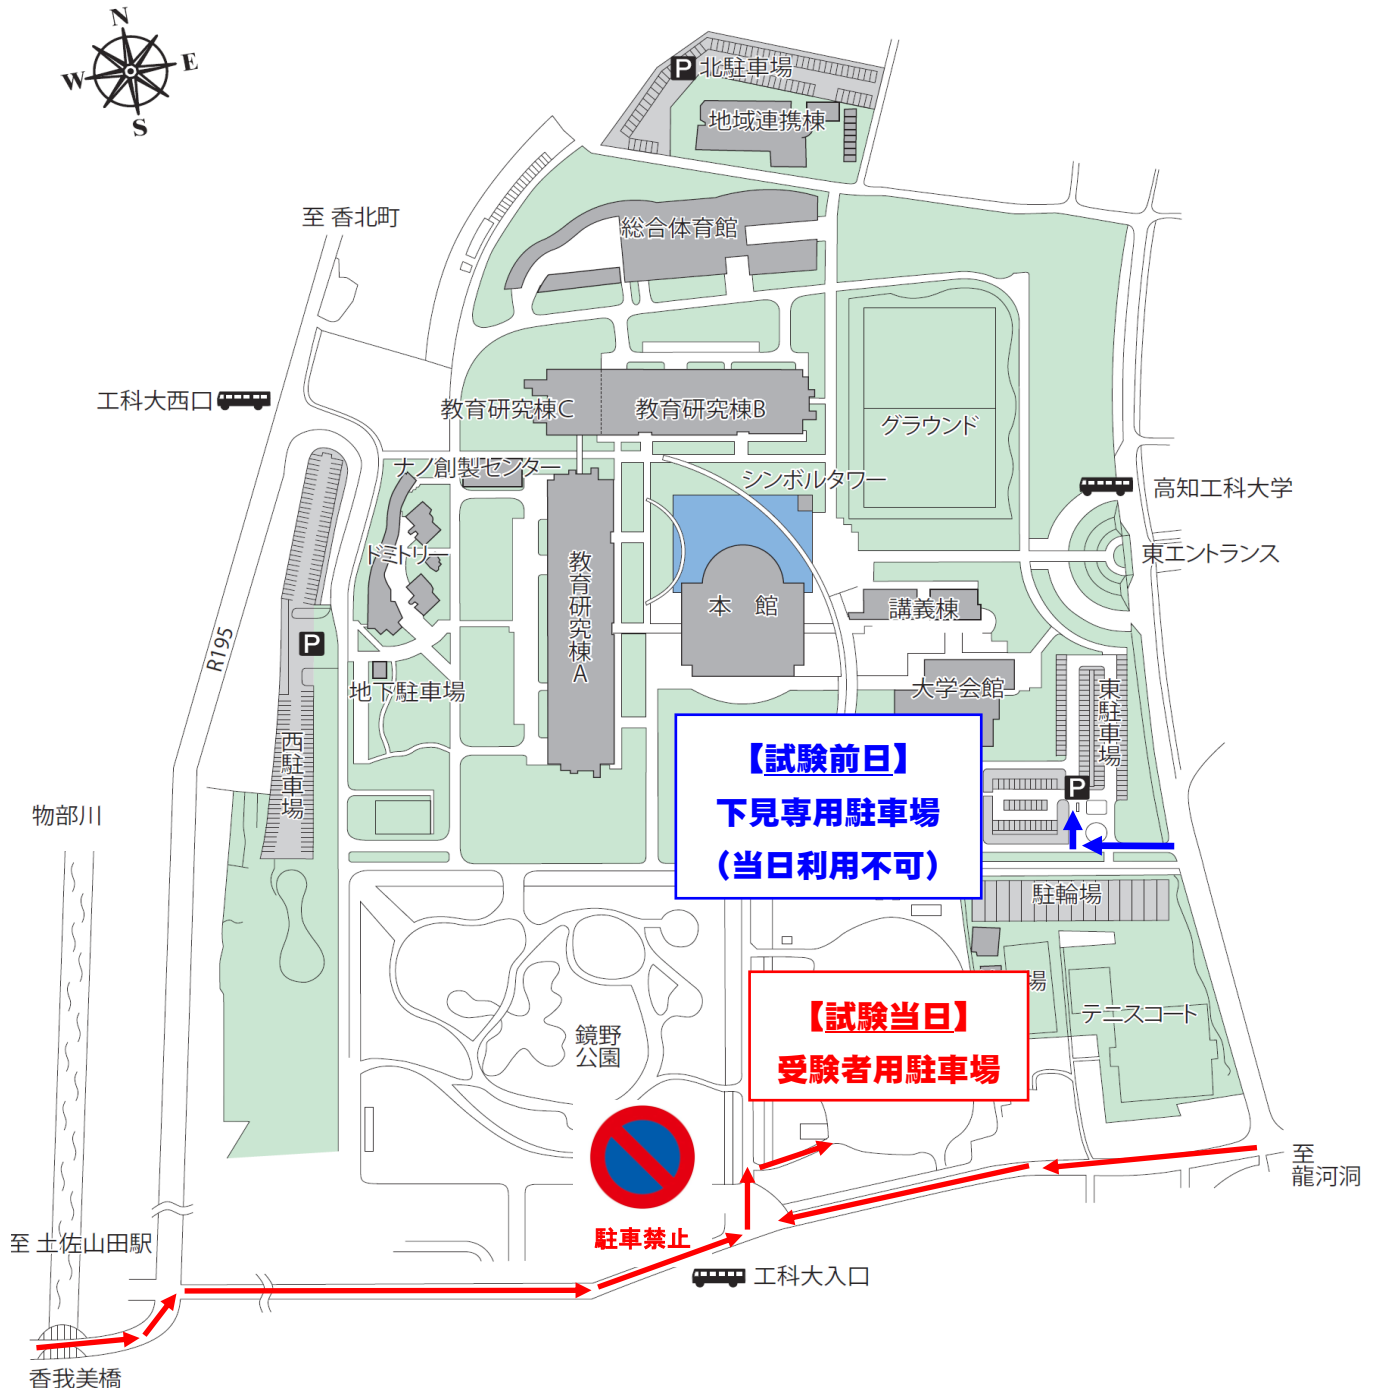 N
W
E
S
P 北駐車場
地域連携棟
至 香北町
総合体育館
工科大西口
教育研究棟C
教育研究棟B
グラウンド
ナノ創製センター
シンボルタワー
高知工科大学
ドミトリー
教育研究棟A
東エントランス
本 館
講義棟
R195
P
地下駐車場
大学会館
東駐車場
西駐車場
P
【試験前日】
下見専用駐車場
（当日利用不可）
物部川
駐輪場
場
【試験当日】
受験者用駐車場
テニスコート
鏡野
公園
至
龍河洞
駐車禁止
至 土佐山田駅
工科大入口
香我美橋